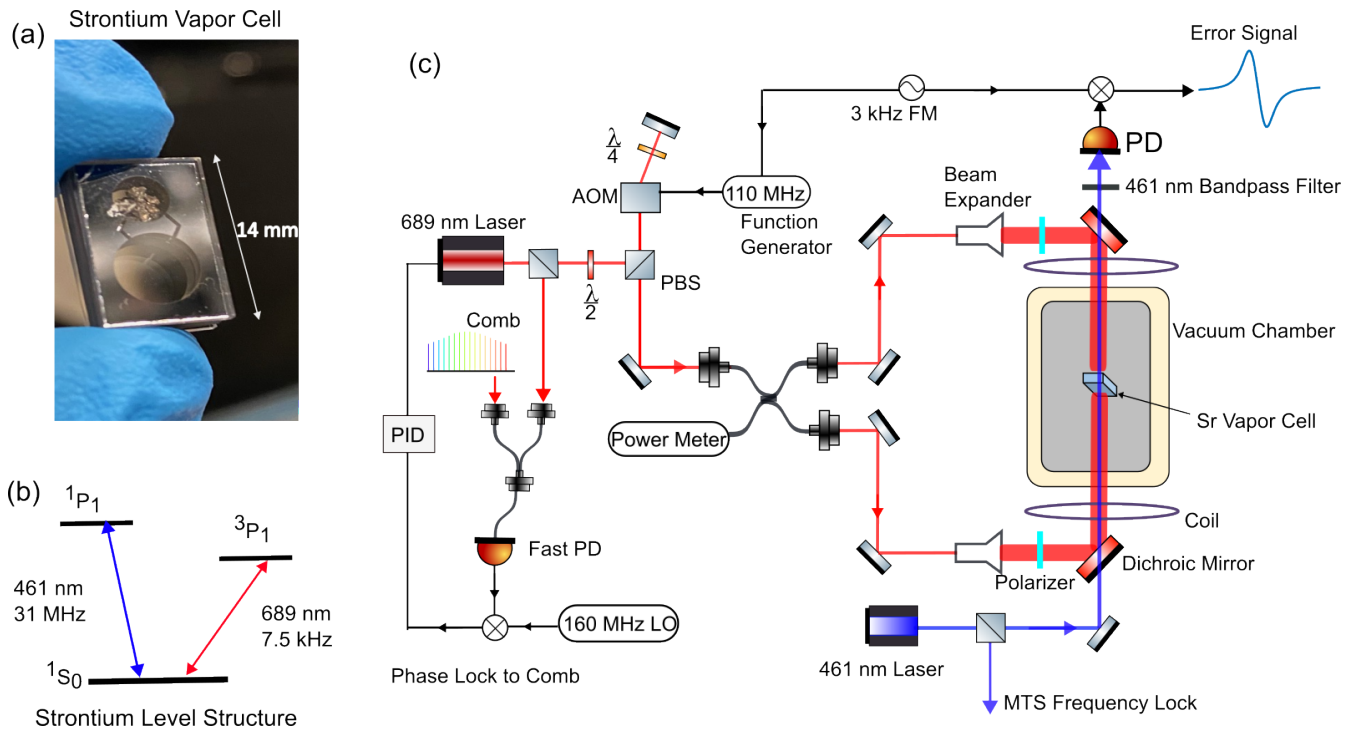 Strontium Vapor Cell
(a)
14 mm
(b)
1P1
3P1
461 nm
31 MHz
689 nm
7.5 kHz
1S0
Strontium Level Structure
(c)
Error Signal
3 kHz FM
PD
λ
4
AOM
110 MHz
Function
Generator
Beam
Expander
461 nm Bandpass Filter
689 nm Laser
PBS
λ
2
Comb
Vacuum Chamber
PID
Power Meter
Sr Vapor Cell
Fast PD
Coil
Polarizer
Dichroic Mirror
160 MHz LO
461 nm Laser
Phase Lock to Comb
MTS Frequency Lock